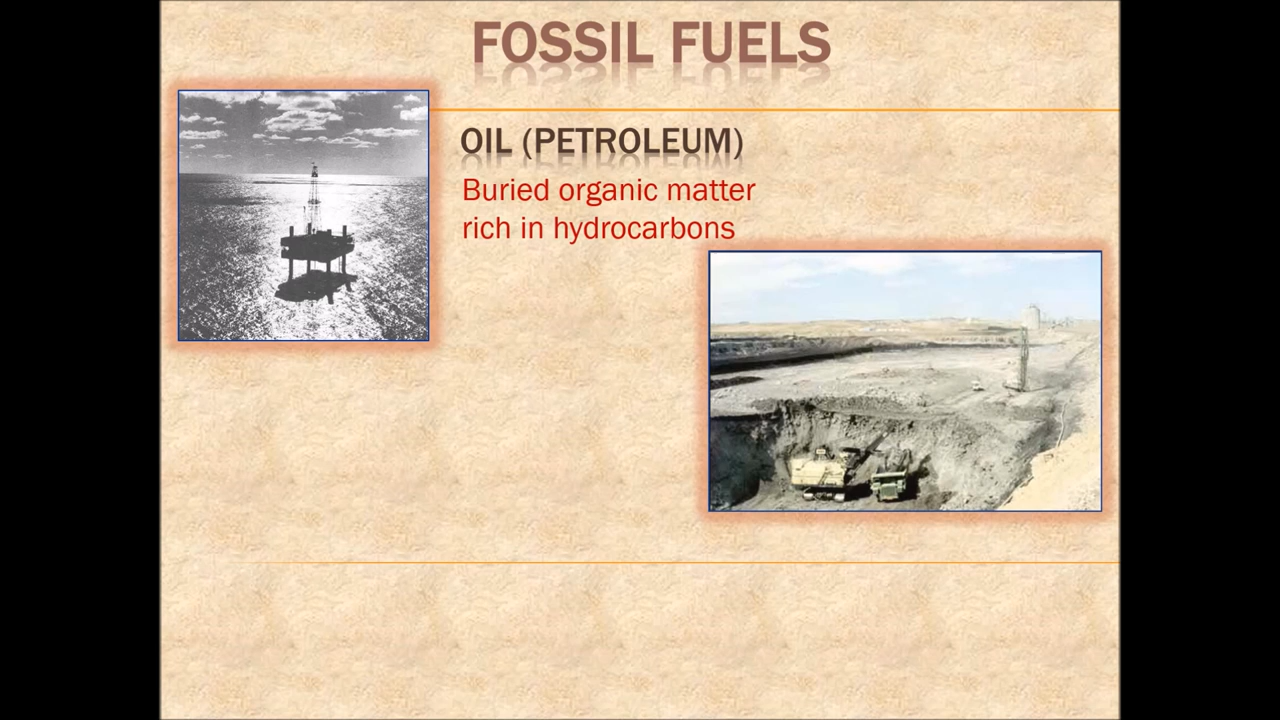 FOSSIL FUELS
OIL (PETROLEUM)
Buried organic matter
rich in hydrocarbons